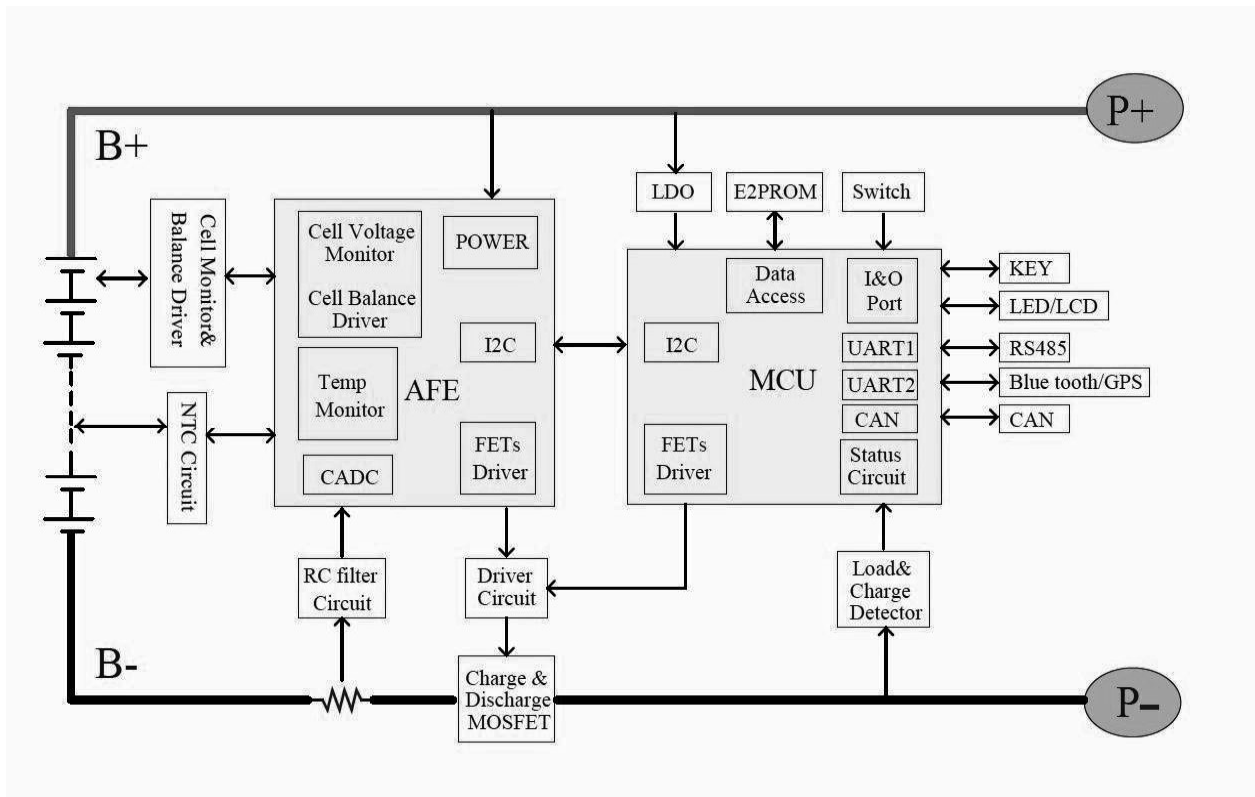 P+
B+
LDO
E2PROM
Switch
Cell Monitor&
Balance Driver
Cell Voltage
Monitor
Cell Balance
Driver
POWER
Data
Access
I&O
Port
KEY
LED/LCD
I2C
I2C
UART1
RS485
Temp
Monitor
AFE
MCU
UART2
Blue tooth/GPS
CAN
CAN
NTC Circuit
FETs
Driver
FETs
Driver
Status
Circuit
CADC
RC filter
Circuit
Driver
Circuit
Load&
Charge
Detector
B-
Charge &
Discharge
MOSFET
P-